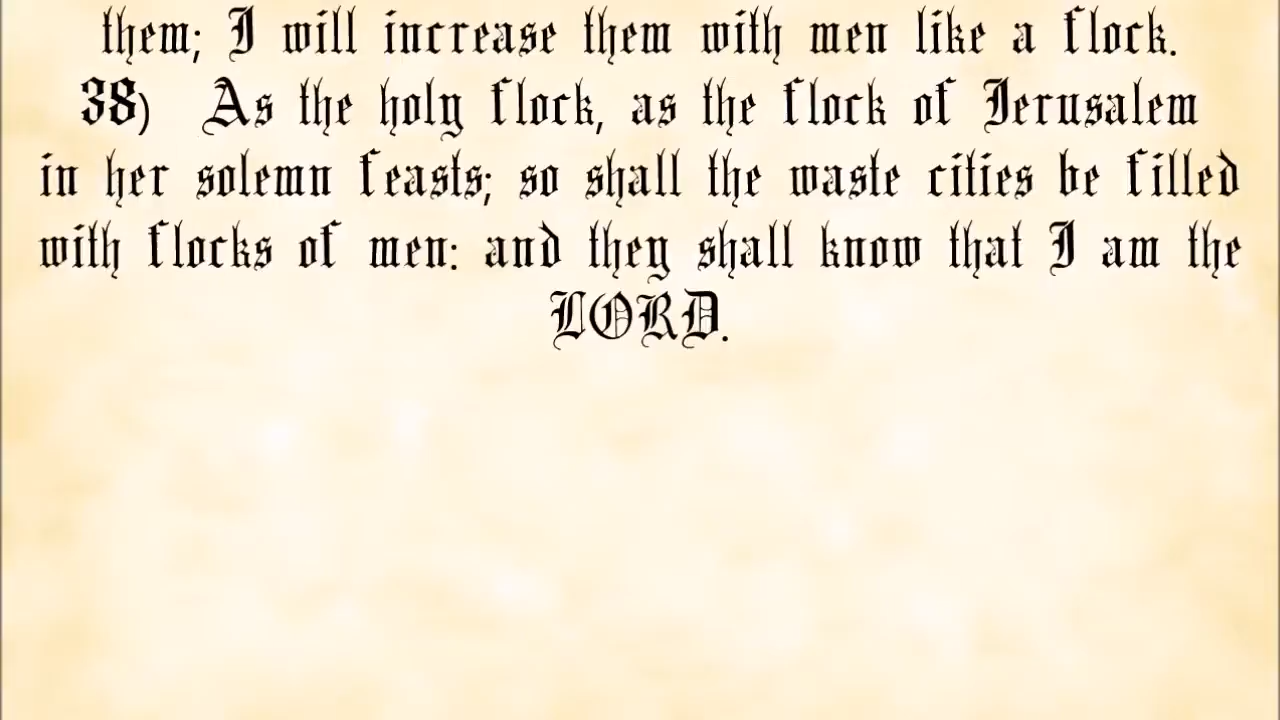 them; I will increase them with men like a flock.
38) As the holy flock, as the flock of Jerusalem
in her solemn feasts; so shall the waste cities be filled
with flocks of men: and they shall know that I am the
LORD.